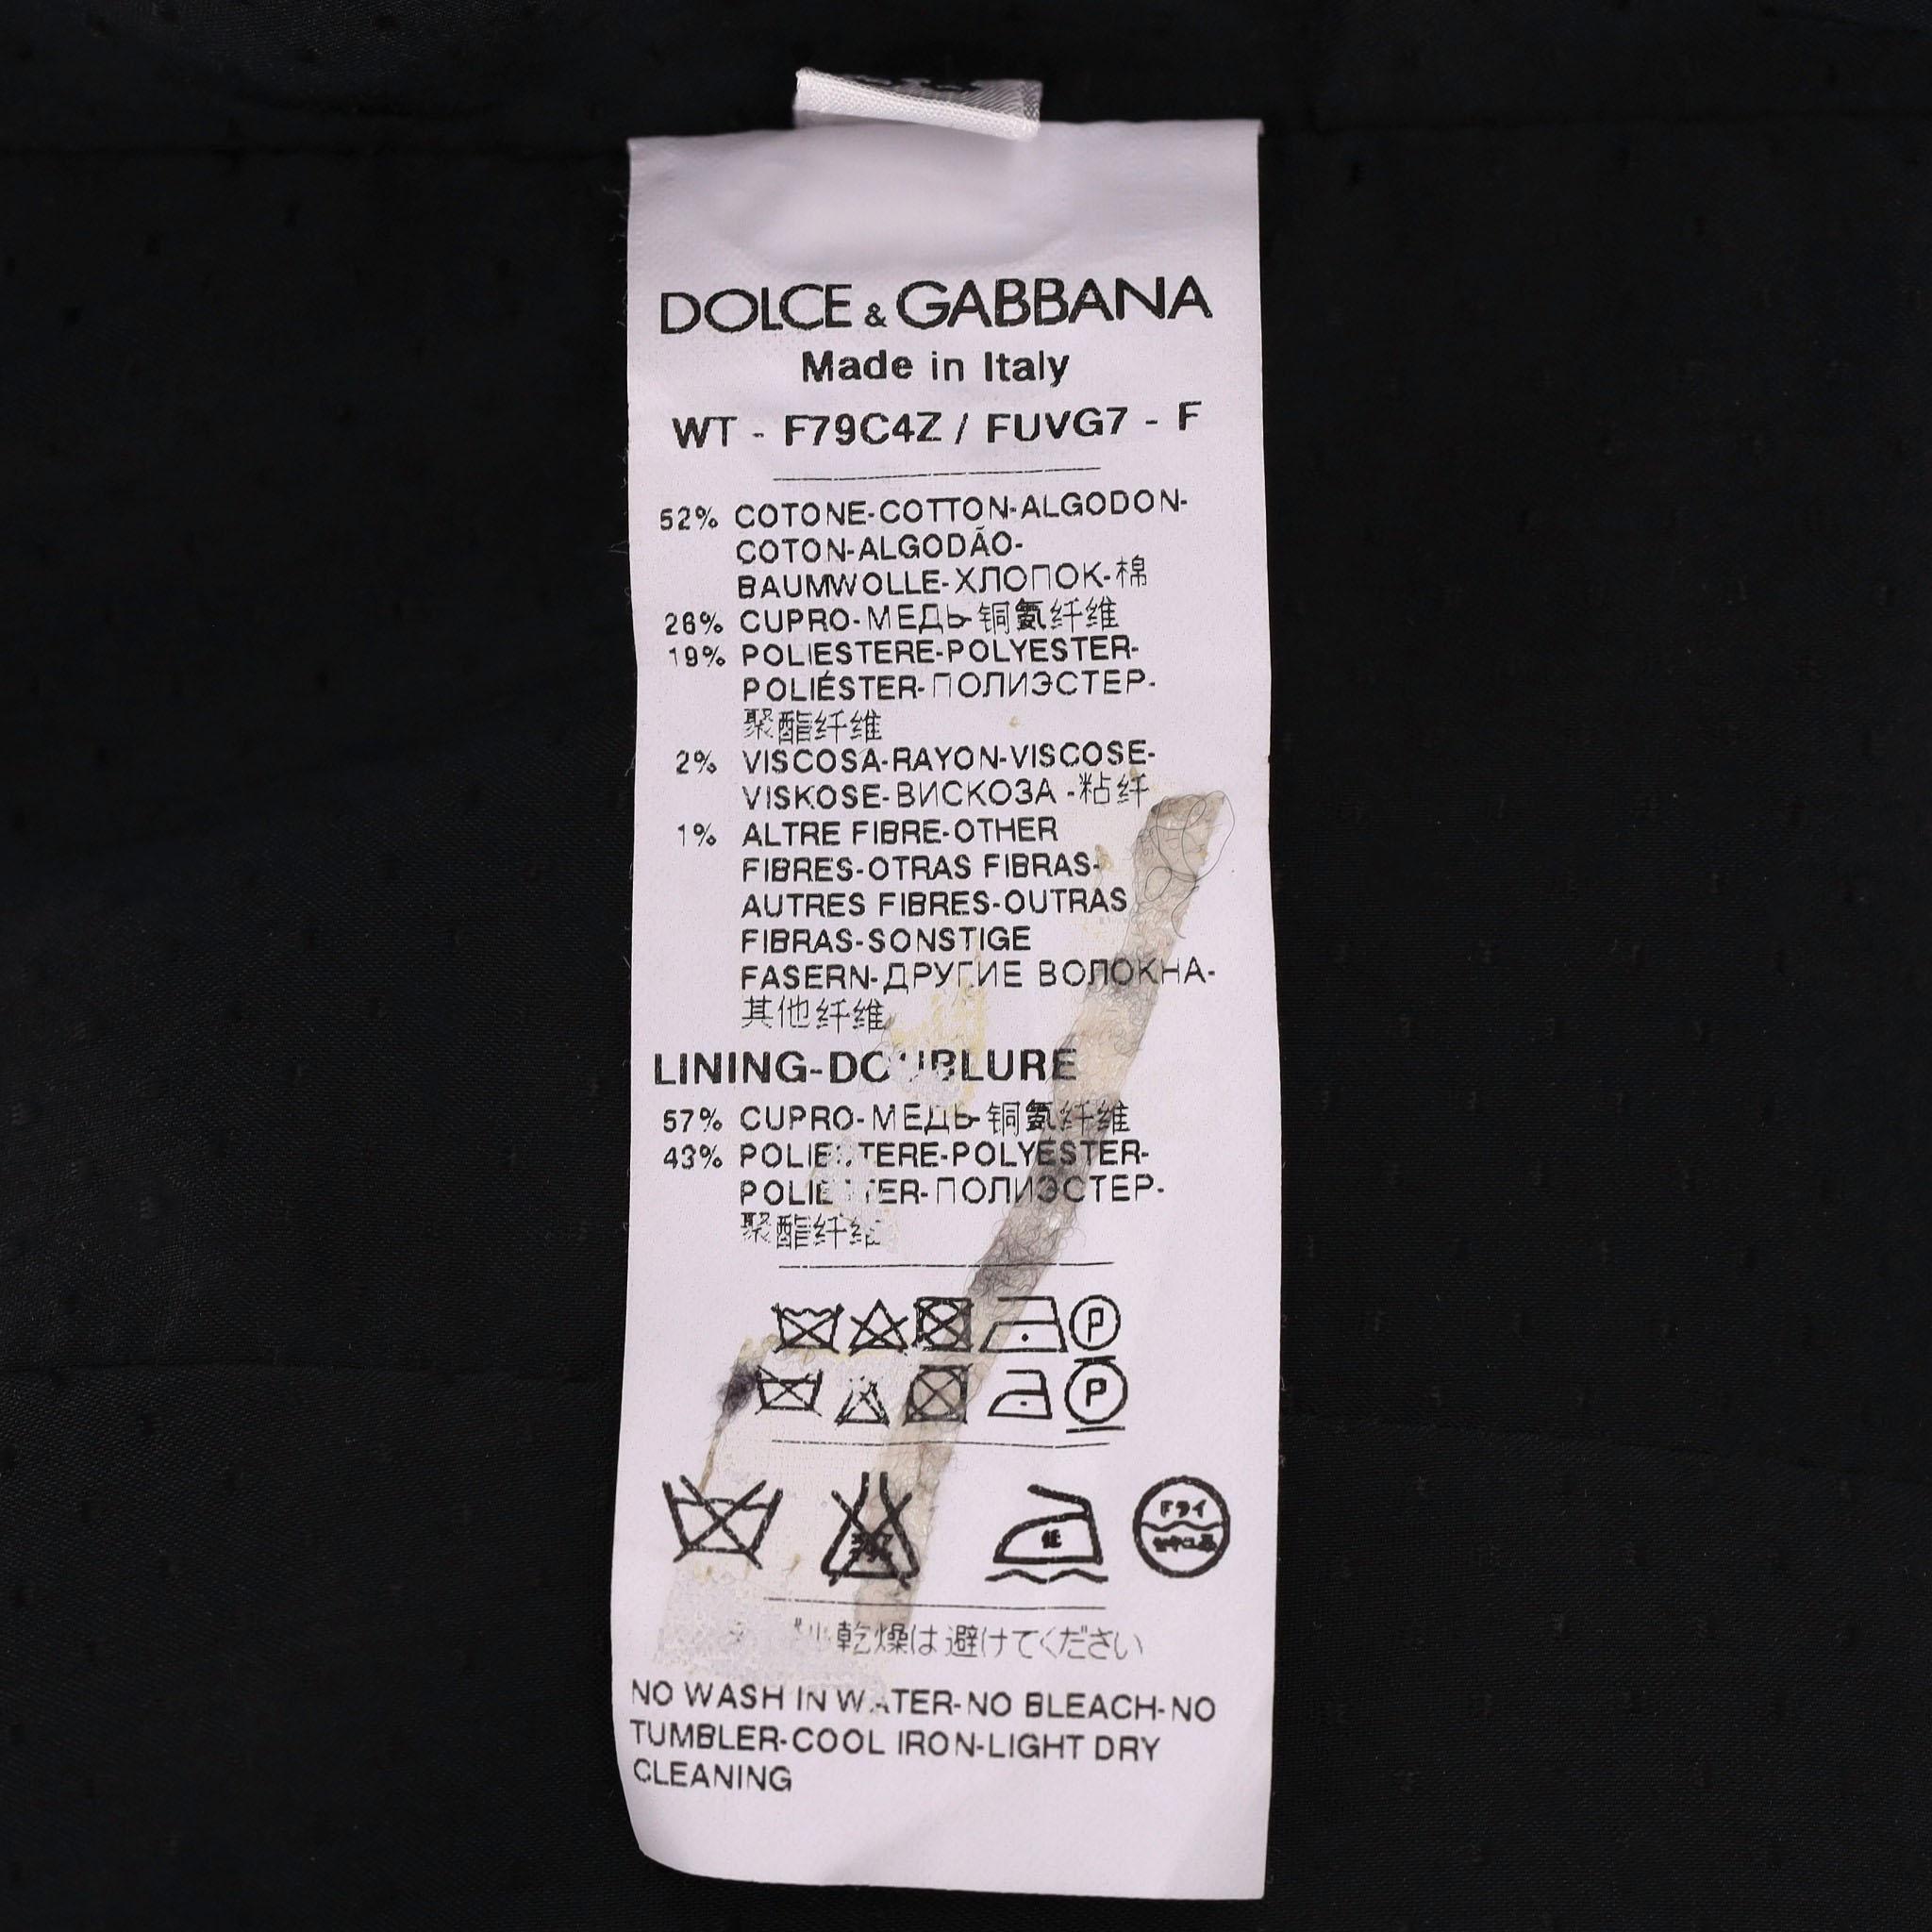 DOLCE & GABBANA
Made in Italy
WT - F79C4Z / FUVG7 - F
52% COTONE-COTTON-ALGODON-
COTON-ALGODÃO-
BAUMWOLLE-ХЛОПОК-棉
26% CUPRO-МЕДЬ-铜氨纤维
19% POLIESTERE-POLYESTER-
POLIÉSTER-ПОЛИЭСТЕР-
聚酯纤维
2% VISCOSA-RAYON-VISCOSE-
VISKOSE-ВИСКОЗА -粘纤
1% ALTRE FIBRE-OTHER
FIBRES-OTRAS FIBRAS-
AUTRES FIBRES-OUTRAS
FIBRAS-SONSTIGE
FASERN-ДРУГИЕ ВОЛОКНА-
其他纤维
LINING-DOUBLURE
57% CUPRO-МЕДЬ-铜氨纤维
43% POLIESTERE-POLYESTER-
POLIESTER-ПОЛИЭСТЕР-
聚酯纤维
P
P
低 ドライ
乾燥は避けてください
NO WASH IN WATER-NO BLEACH-NO
TUMBLER-COOL IRON-LIGHT DRY
CLEANING